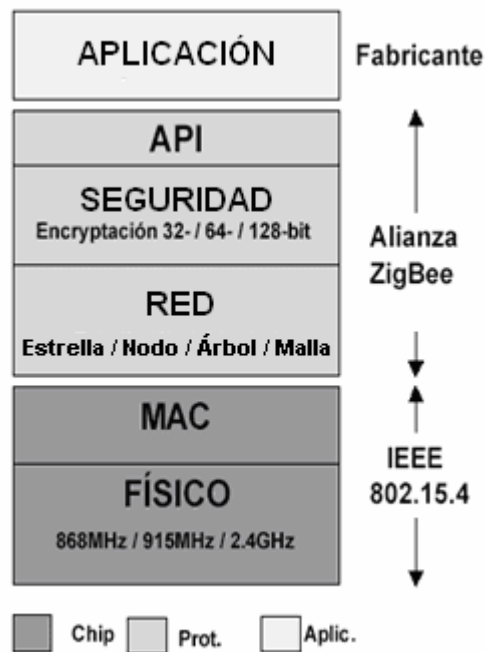 APLICACIÓN
Fabricante
API
SEGURIDAD
Encryptación 32- / 64- / 128-bit
Alianza
ZigBee
RED
Estrella / Nodo / Árbol / Malla
MAC
IEEE
802.15.4
FÍSICO
868MHz / 915MHz / 2.4GHz
Chip
Prot.
Aplic.